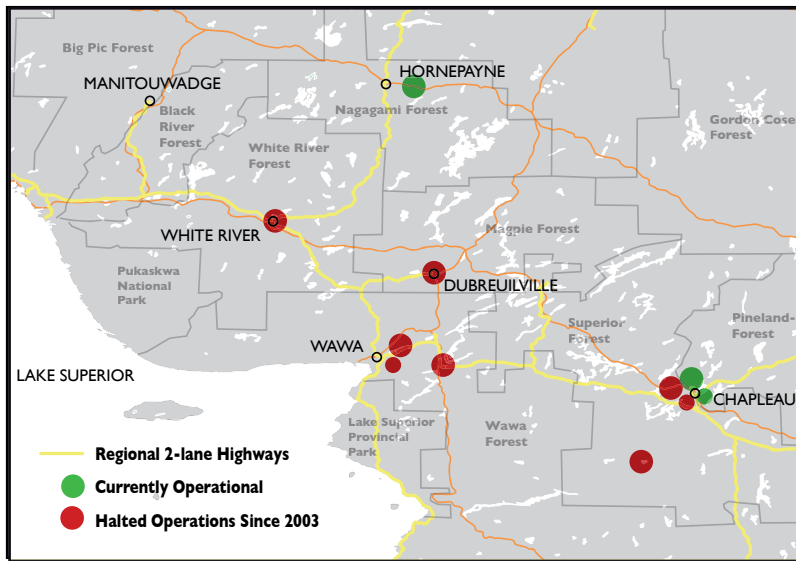 Big Pic Forest
MANITOUWADGE
HORNEPAYNE
Black
River
Forest
Nagagami Forest
Gordon Cose
Forest
White River
Forest
WHITE RIVER
Magpie Forest
Pukaskwa
National
Park
DUBREUILVILLE
Superior
Forest
Pineland-
Forest
WAWA
LAKE SUPERIOR
CHAPLEAU
Lake Superior
Provincial
Park
Wawa
Forest
Regional 2-lane Highways
Currently Operational
Halted Operations Since 2003